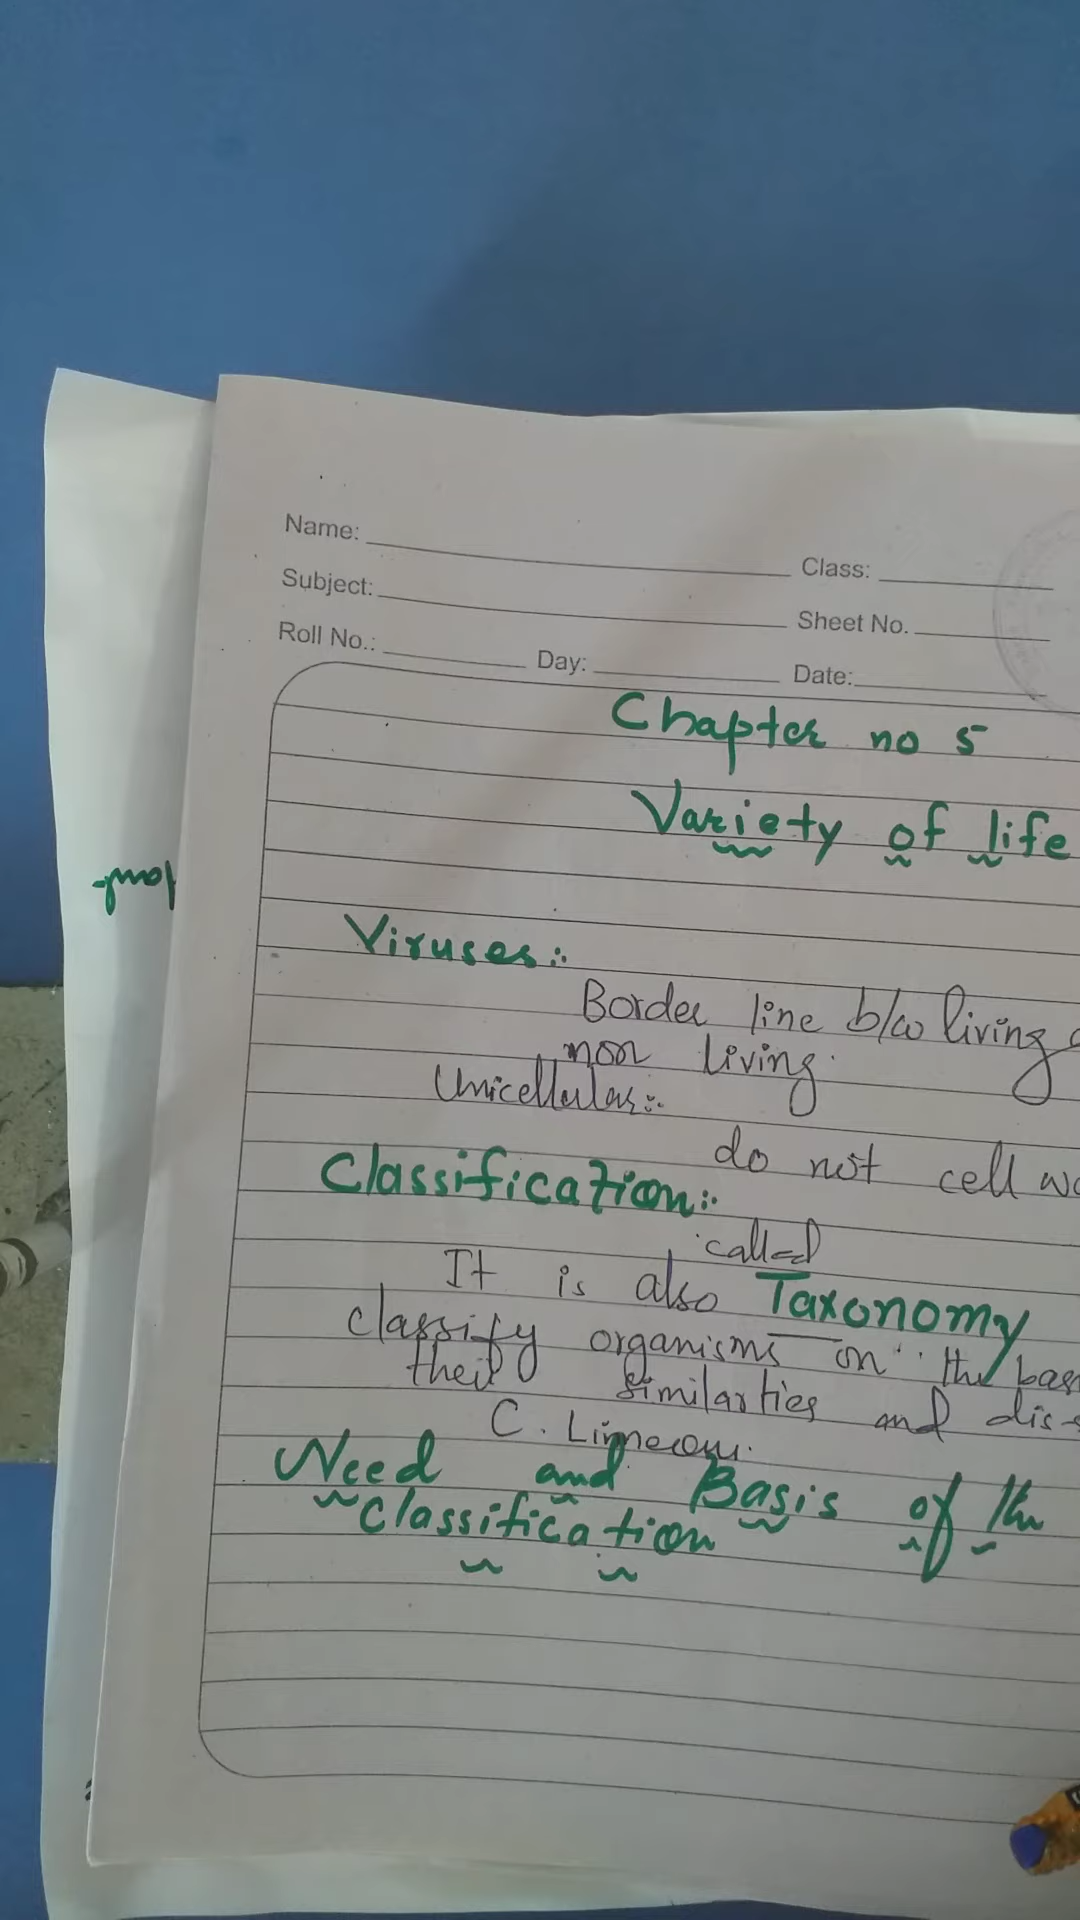 Name: Class:
Subject: Sheet No.
Roll No.: Day: Date:
Chapter no 5
Variety of life
Viruses:
Border line b/w living
non living.
Unicellular:
do not cell
Classification:
called
It is also Taxonomy
classify organisms on the
their similarties and dis-
C.
Need and Basis of the
Classification